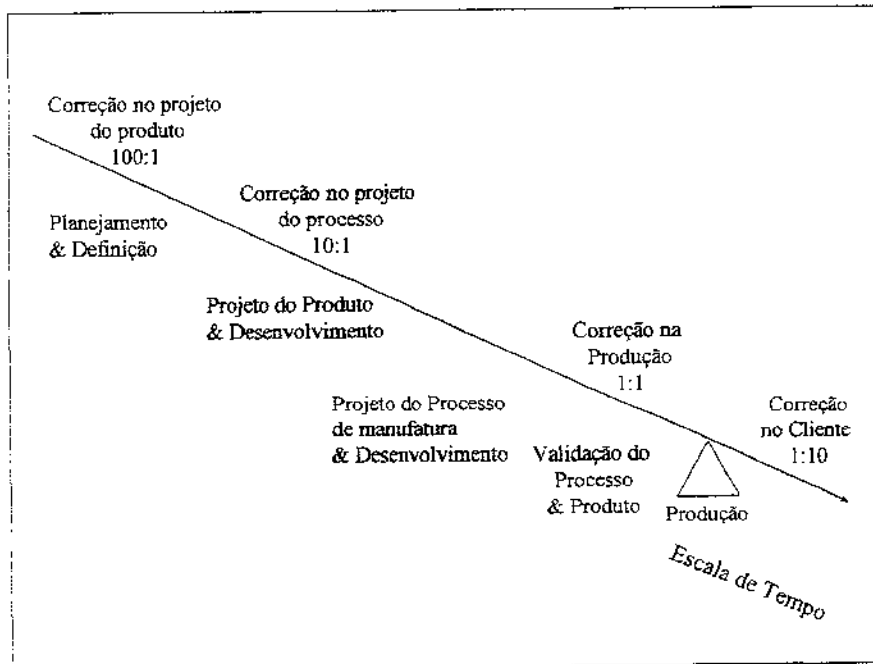 Correção no projeto
do produto
100:1
Planejamento
& Definição
Correção no projeto
do processo
10:1
Projeto do Produto
& Desenvolvimento
Correção na
Produção
1:1
Projeto do Processo
de manufatura
& Desenvolvimento
Validação do
Processo
& Produto
Correção
no Cliente
1:10
Produção
Escala de Tempo